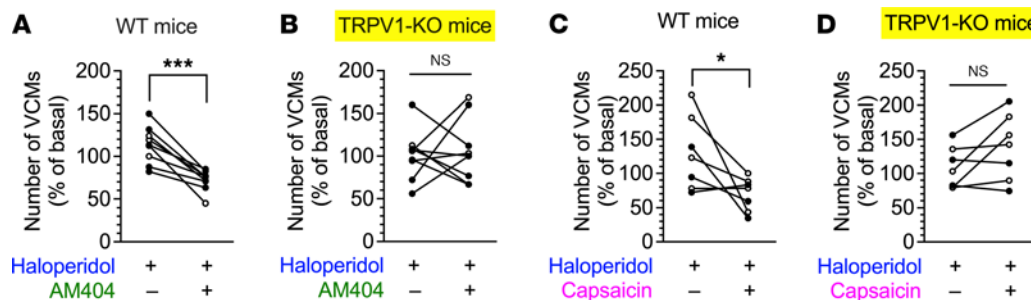 A WT mice
Number of VCMs
(% of basal)
200
150
100
50
0
***
Haloperidol + +
AM404 – +
B TRPV1-KO mice
Number of VCMs
(% of basal)
200
150
100
50
0
NS
Haloperidol + +
AM404 – +
C WT mice
Number of VCMs
(% of basal)
250
200
150
100
50
0
*
Haloperidol + +
Capsaicin – +
D TRPV1-KO mice
Number of VCMs
(% of basal)
250
200
150
100
50
0
NS
Haloperidol + +
Capsaicin – +